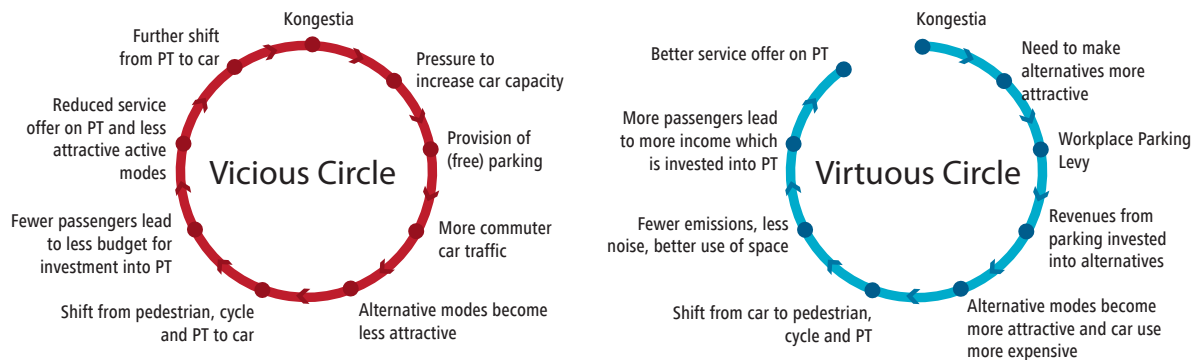 Kongestia
Pressure to
increase car capacity
Provision of
(free) parking
More commuter
car traffic
Alternative modes become
less attractive
Shift from pedestrian, cycle
and PT to car
Fewer passengers lead
to less budget for
investment into PT
Reduced service
offer on PT and less
attractive active
modes
Further shift
from PT to car
Vicious Circle
Kongestia
Need to make
alternatives more
attractive
Workplace Parking
Levy
Revenues from
parking invested
into alternatives
Alternative modes become
more attractive and car use
more expensive
Shift from car to pedestrian,
cycle and PT
Fewer emissions, less
noise, better use of space
More passengers lead
to more income which
is invested into PT
Better service offer on PT
Virtuous Circle